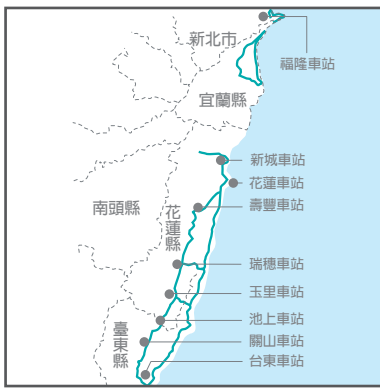 新北市
福隆車站
宜蘭縣
新城車站
花蓮車站
壽豐車站
南頭縣
花蓮縣
瑞穗車站
玉里車站
池上車站
臺東縣
關山車站
台東車站